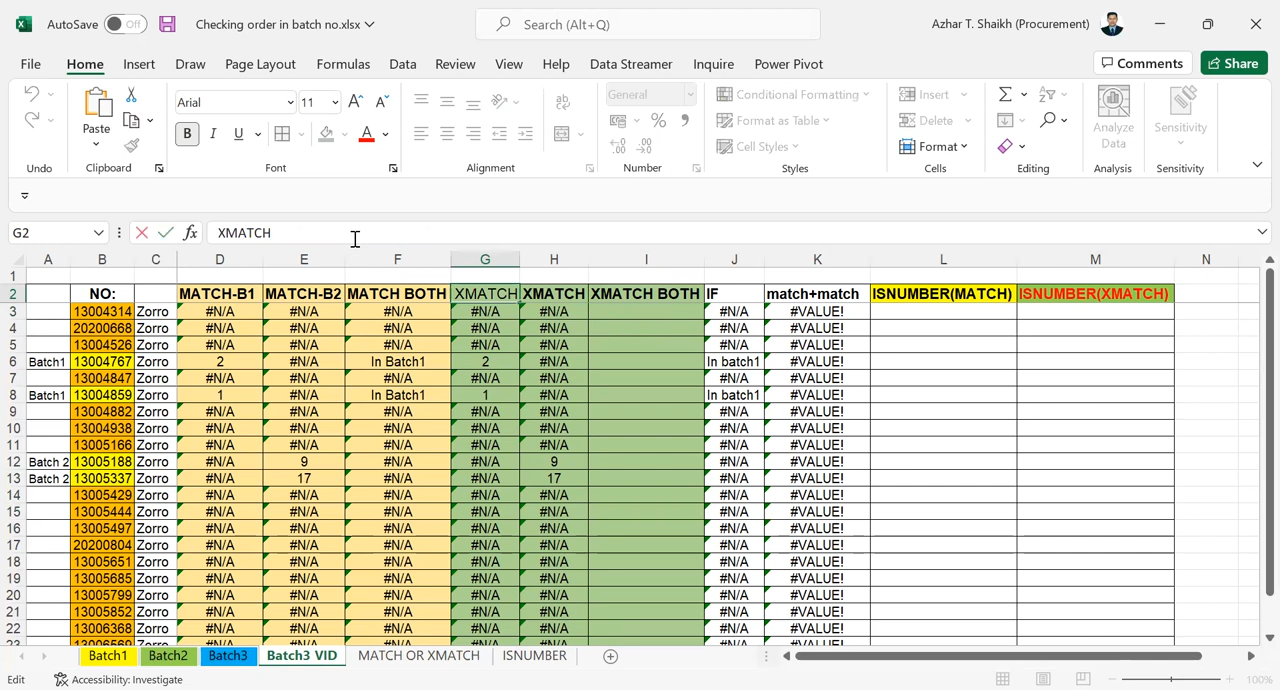 AutoSave Off Checking order in batch no.xlsx Search (Alt+Q) Azhar T. Shaikh (Procurement)
File Home Insert Draw Page Layout Formulas Data Review View Help Data Streamer Inquire Power Pivot Comments Share
Arial 11 General Conditional Formatting Insert
Paste B I U Format as Table Delete Analyze Data Sensitivity
Cell Styles Format
Undo Clipboard Font Alignment Number Styles Cells Editing Analysis Sensitivity
G2 fx XMATCH
A B C D E F G H I J K L M N
1
2 NO: MATCH-B1 MATCH-B2 MATCH BOTH XMATCH XMATCH XMATCH BOTH IF match+match ISNUMBER(MATCH) ISNUMBER(XMATCH)
3 13004314 Zorro #N/A #N/A #N/A #N/A #N/A #N/A #VALUE!
4 20200668 Zorro #N/A #N/A #N/A #N/A #N/A #N/A #VALUE!
5 13004526 Zorro #N/A #N/A #N/A #N/A #N/A #N/A #VALUE!
6 Batch1 13004767 Zorro 2 #N/A In Batch1 2 #N/A In batch1 #VALUE!
7 13004847 Zorro #N/A #N/A #N/A #N/A #N/A #N/A #VALUE!
8 Batch1 13004859 Zorro 1 #N/A In Batch1 1 #N/A In batch1 #VALUE!
9 13004882 Zorro #N/A #N/A #N/A #N/A #N/A #N/A #VALUE!
10 13004938 Zorro #N/A #N/A #N/A #N/A #N/A #N/A #VALUE!
11 13005166 Zorro #N/A #N/A #N/A #N/A #N/A #N/A #VALUE!
12 Batch 2 13005188 Zorro #N/A 9 #N/A #N/A 9 #N/A #VALUE!
13 Batch 2 13005337 Zorro #N/A 17 #N/A #N/A 17 #N/A #VALUE!
14 13005429 Zorro #N/A #N/A #N/A #N/A #N/A #N/A #VALUE!
15 13005444 Zorro #N/A #N/A #N/A #N/A #N/A #N/A #VALUE!
16 13005497 Zorro #N/A #N/A #N/A #N/A #N/A #N/A #VALUE!
17 20200804 Zorro #N/A #N/A #N/A #N/A #N/A #N/A #VALUE!
18 13005651 Zorro #N/A #N/A #N/A #N/A #N/A #N/A #VALUE!
19 13005685 Zorro #N/A #N/A #N/A #N/A #N/A #N/A #VALUE!
20 13005799 Zorro #N/A #N/A #N/A #N/A #N/A #N/A #VALUE!
21 13005852 Zorro #N/A #N/A #N/A #N/A #N/A #N/A #VALUE!
22 13006368 Zorro #N/A #N/A #N/A #N/A #N/A #N/A #VALUE!
Batch1 Batch2 Batch3 Batch3 VID MATCH OR XMATCH ISNUMBER
Edit Accessibility: Investigate 100%